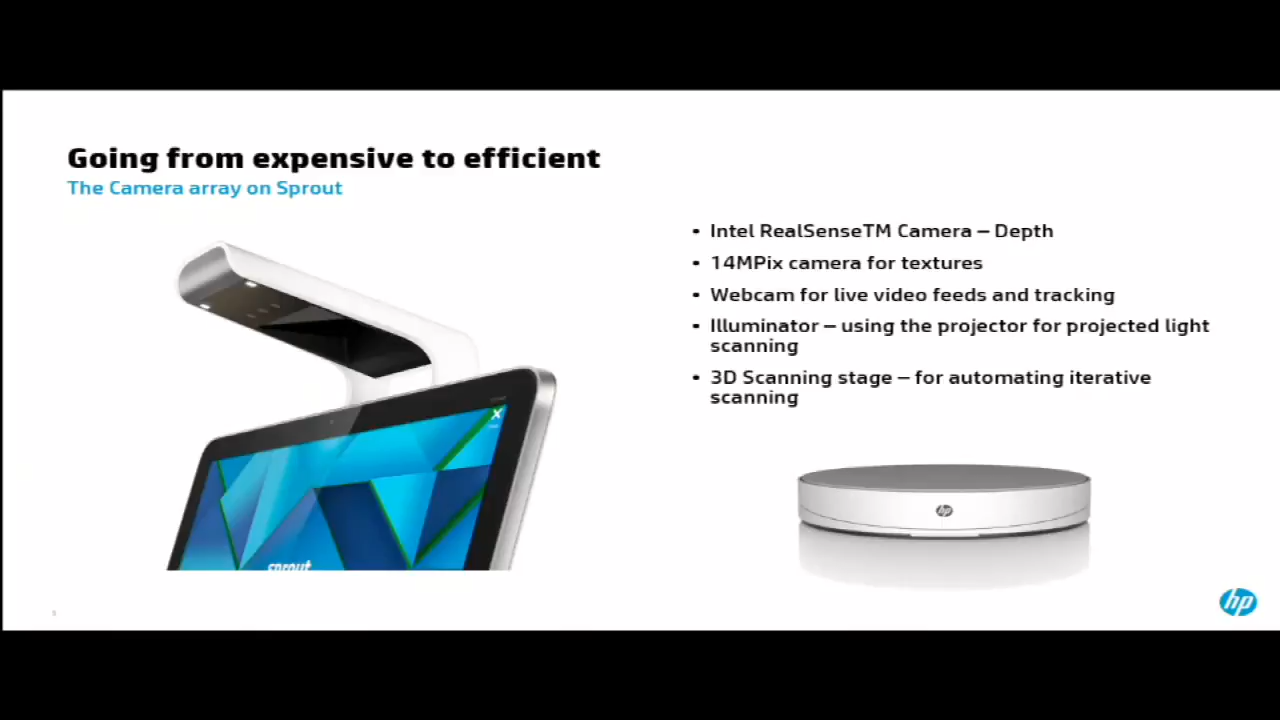 Going from expensive to efficient
The Camera array on Sprout
• Intel RealSenseTM Camera – Depth
• 14MPix camera for textures
• Webcam for live video feeds and tracking
• Illuminator – using the projector for projected light
scanning
• 3D Scanning stage – for automating iterative
scanning
sprout
hp
hp